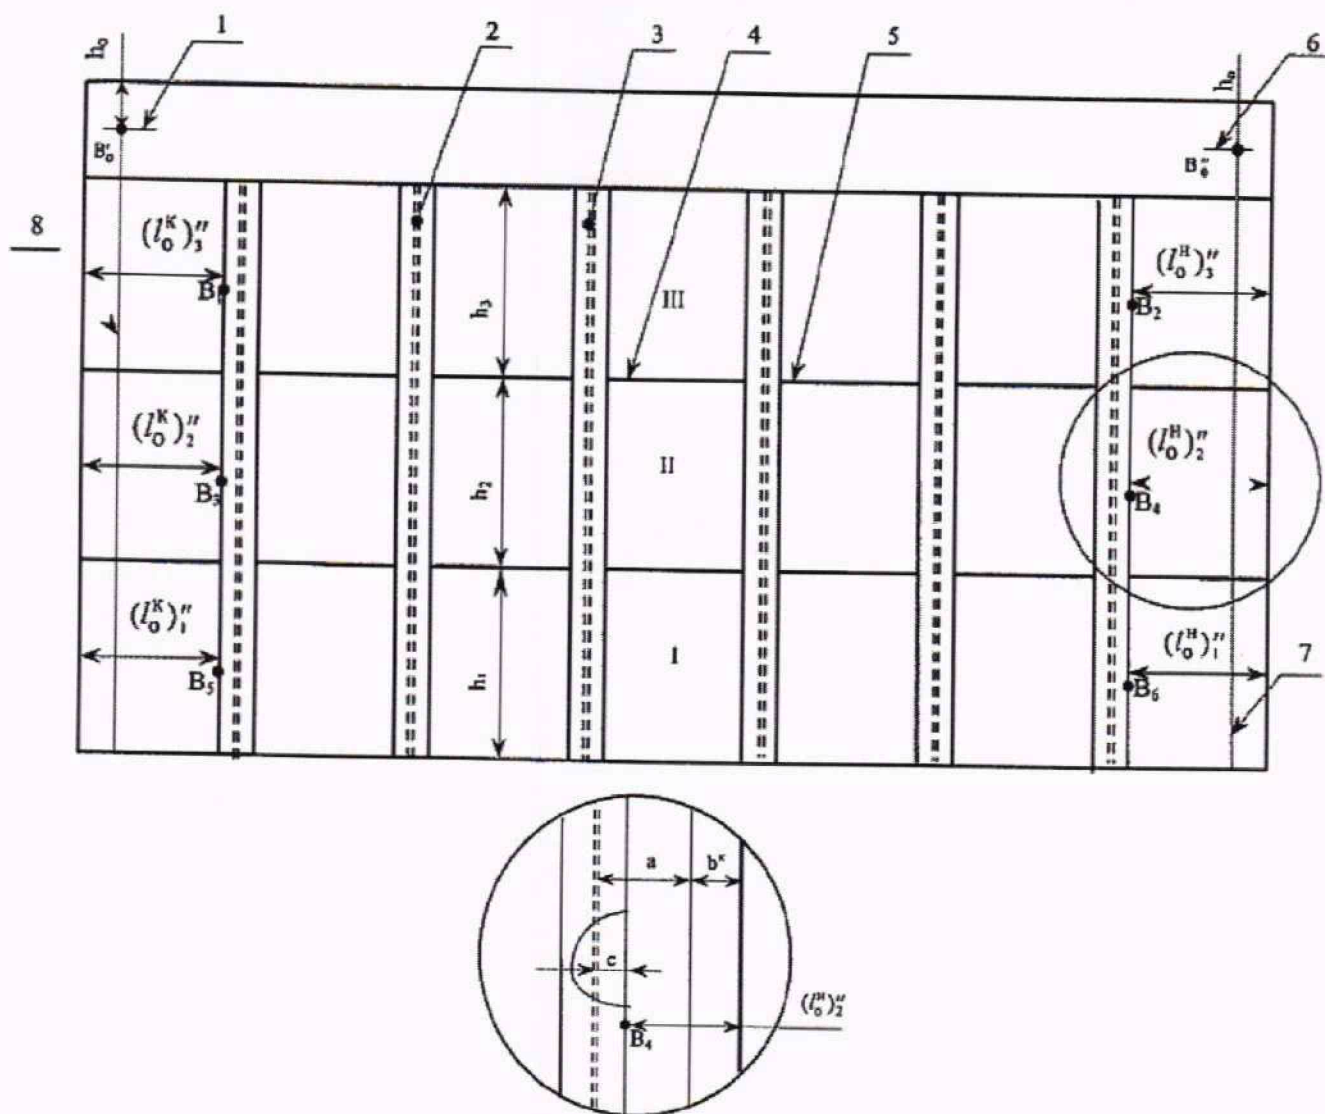 h₀ 1 2 3 4 5 6 h₀
B′₀ B″₀
8 (l₀ᴷ)₃″ h₃ III (l₀ᴴ)₃″
B B₂
(l₀ᴷ)₂″ h₂ II (l₀ᴴ)₂″
B₃ B₄
(l₀ᴷ)₁″ h₁ I (l₀ᴴ)₁″ 7
B₅ B₆
a bᴷ
c
(l₀ᴴ)₂″
B₄